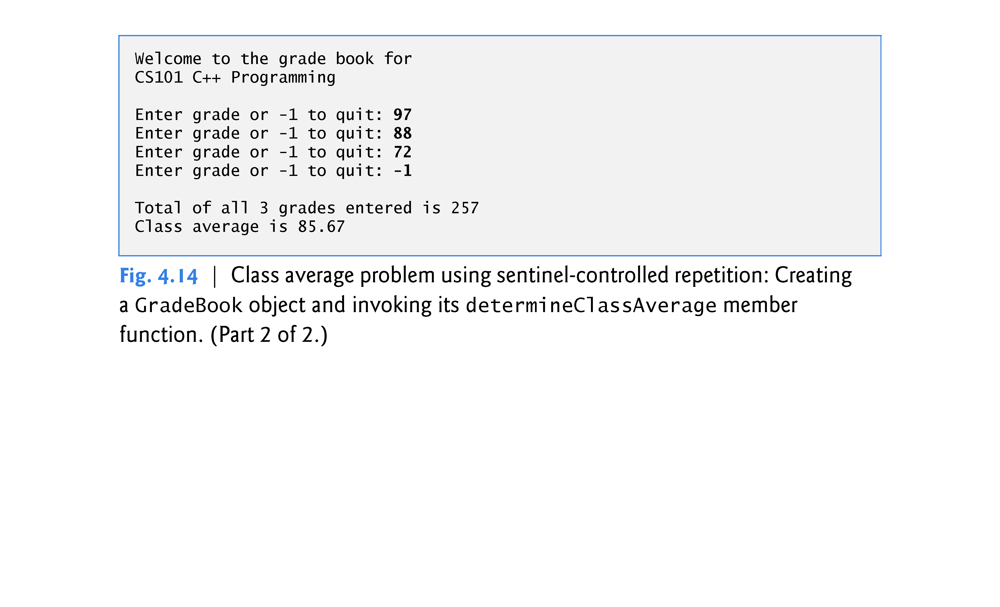 Welcome to the grade book for
CS101 C++ Programming
Enter grade or -1 to quit: 97
Enter grade or -1 to quit: 88
Enter grade or -1 to quit: 72
Enter grade or -1 to quit: -1
Total of all 3 grades entered is 257
Class average is 85.67
Fig. 4.14 | Class average problem using sentinel-controlled repetition: Creating
a GradeBook object and invoking its determineClassAverage member
function. (Part 2 of 2.)